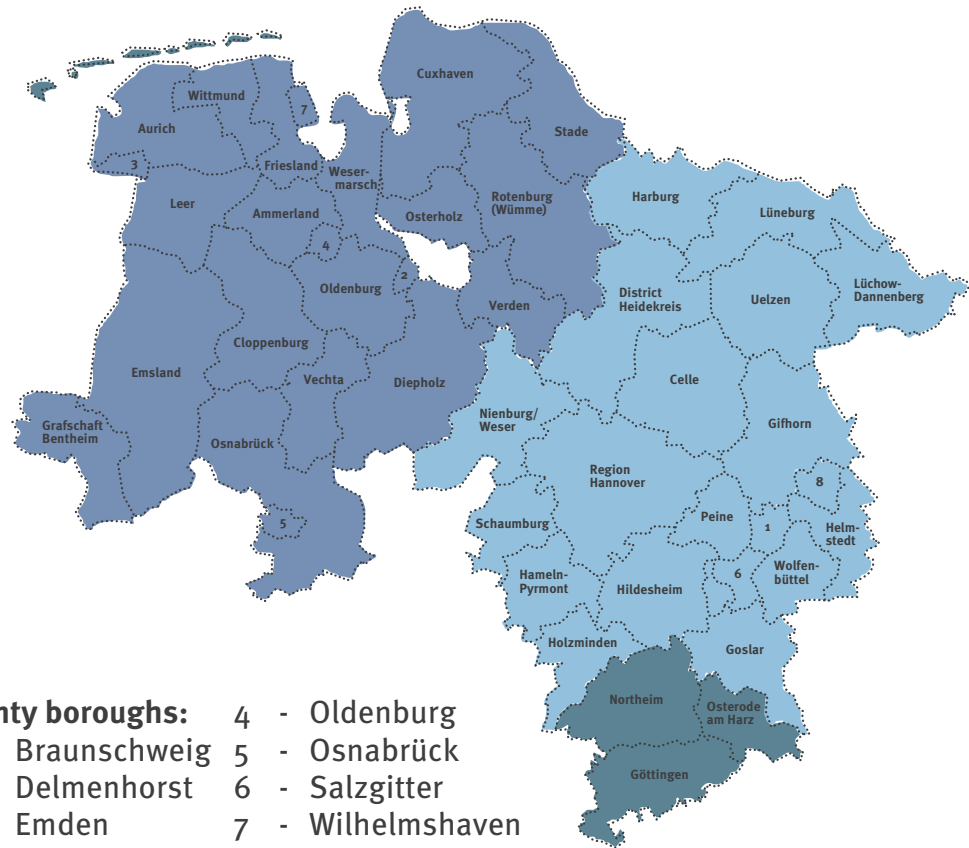 Cuxhaven
Wittmund
7
Stade
Aurich
3
Friesland
Weser-
marsch
Harburg
Rotenburg
(Wümme)
Leer
Ammerland
Osterholz
Lüneburg
4
2
Oldenburg
District
Heidekreis
Uelzen
Lüchow-
Dannenberg
Verden
Cloppenburg
Emsland
Vechta
Diepholz
Celle
Nienburg/
Weser
Gifhorn
Grafschaft
Bentheim
Osnabrück
Region
Hannover
8
5
Schaumburg
Peine
1
Helm-
stedt
Wolfen-
büttel
6
Hameln-
Pyrmont
Hildesheim
Holzminden
Goslar
Northeim
Osterode
am Harz
Göttingen
nty boroughs:
Braunschweig
Delmenhorst
Emden
4 - Oldenburg
5 - Osnabrück
6 - Salzgitter
7 - Wilhelmshaven